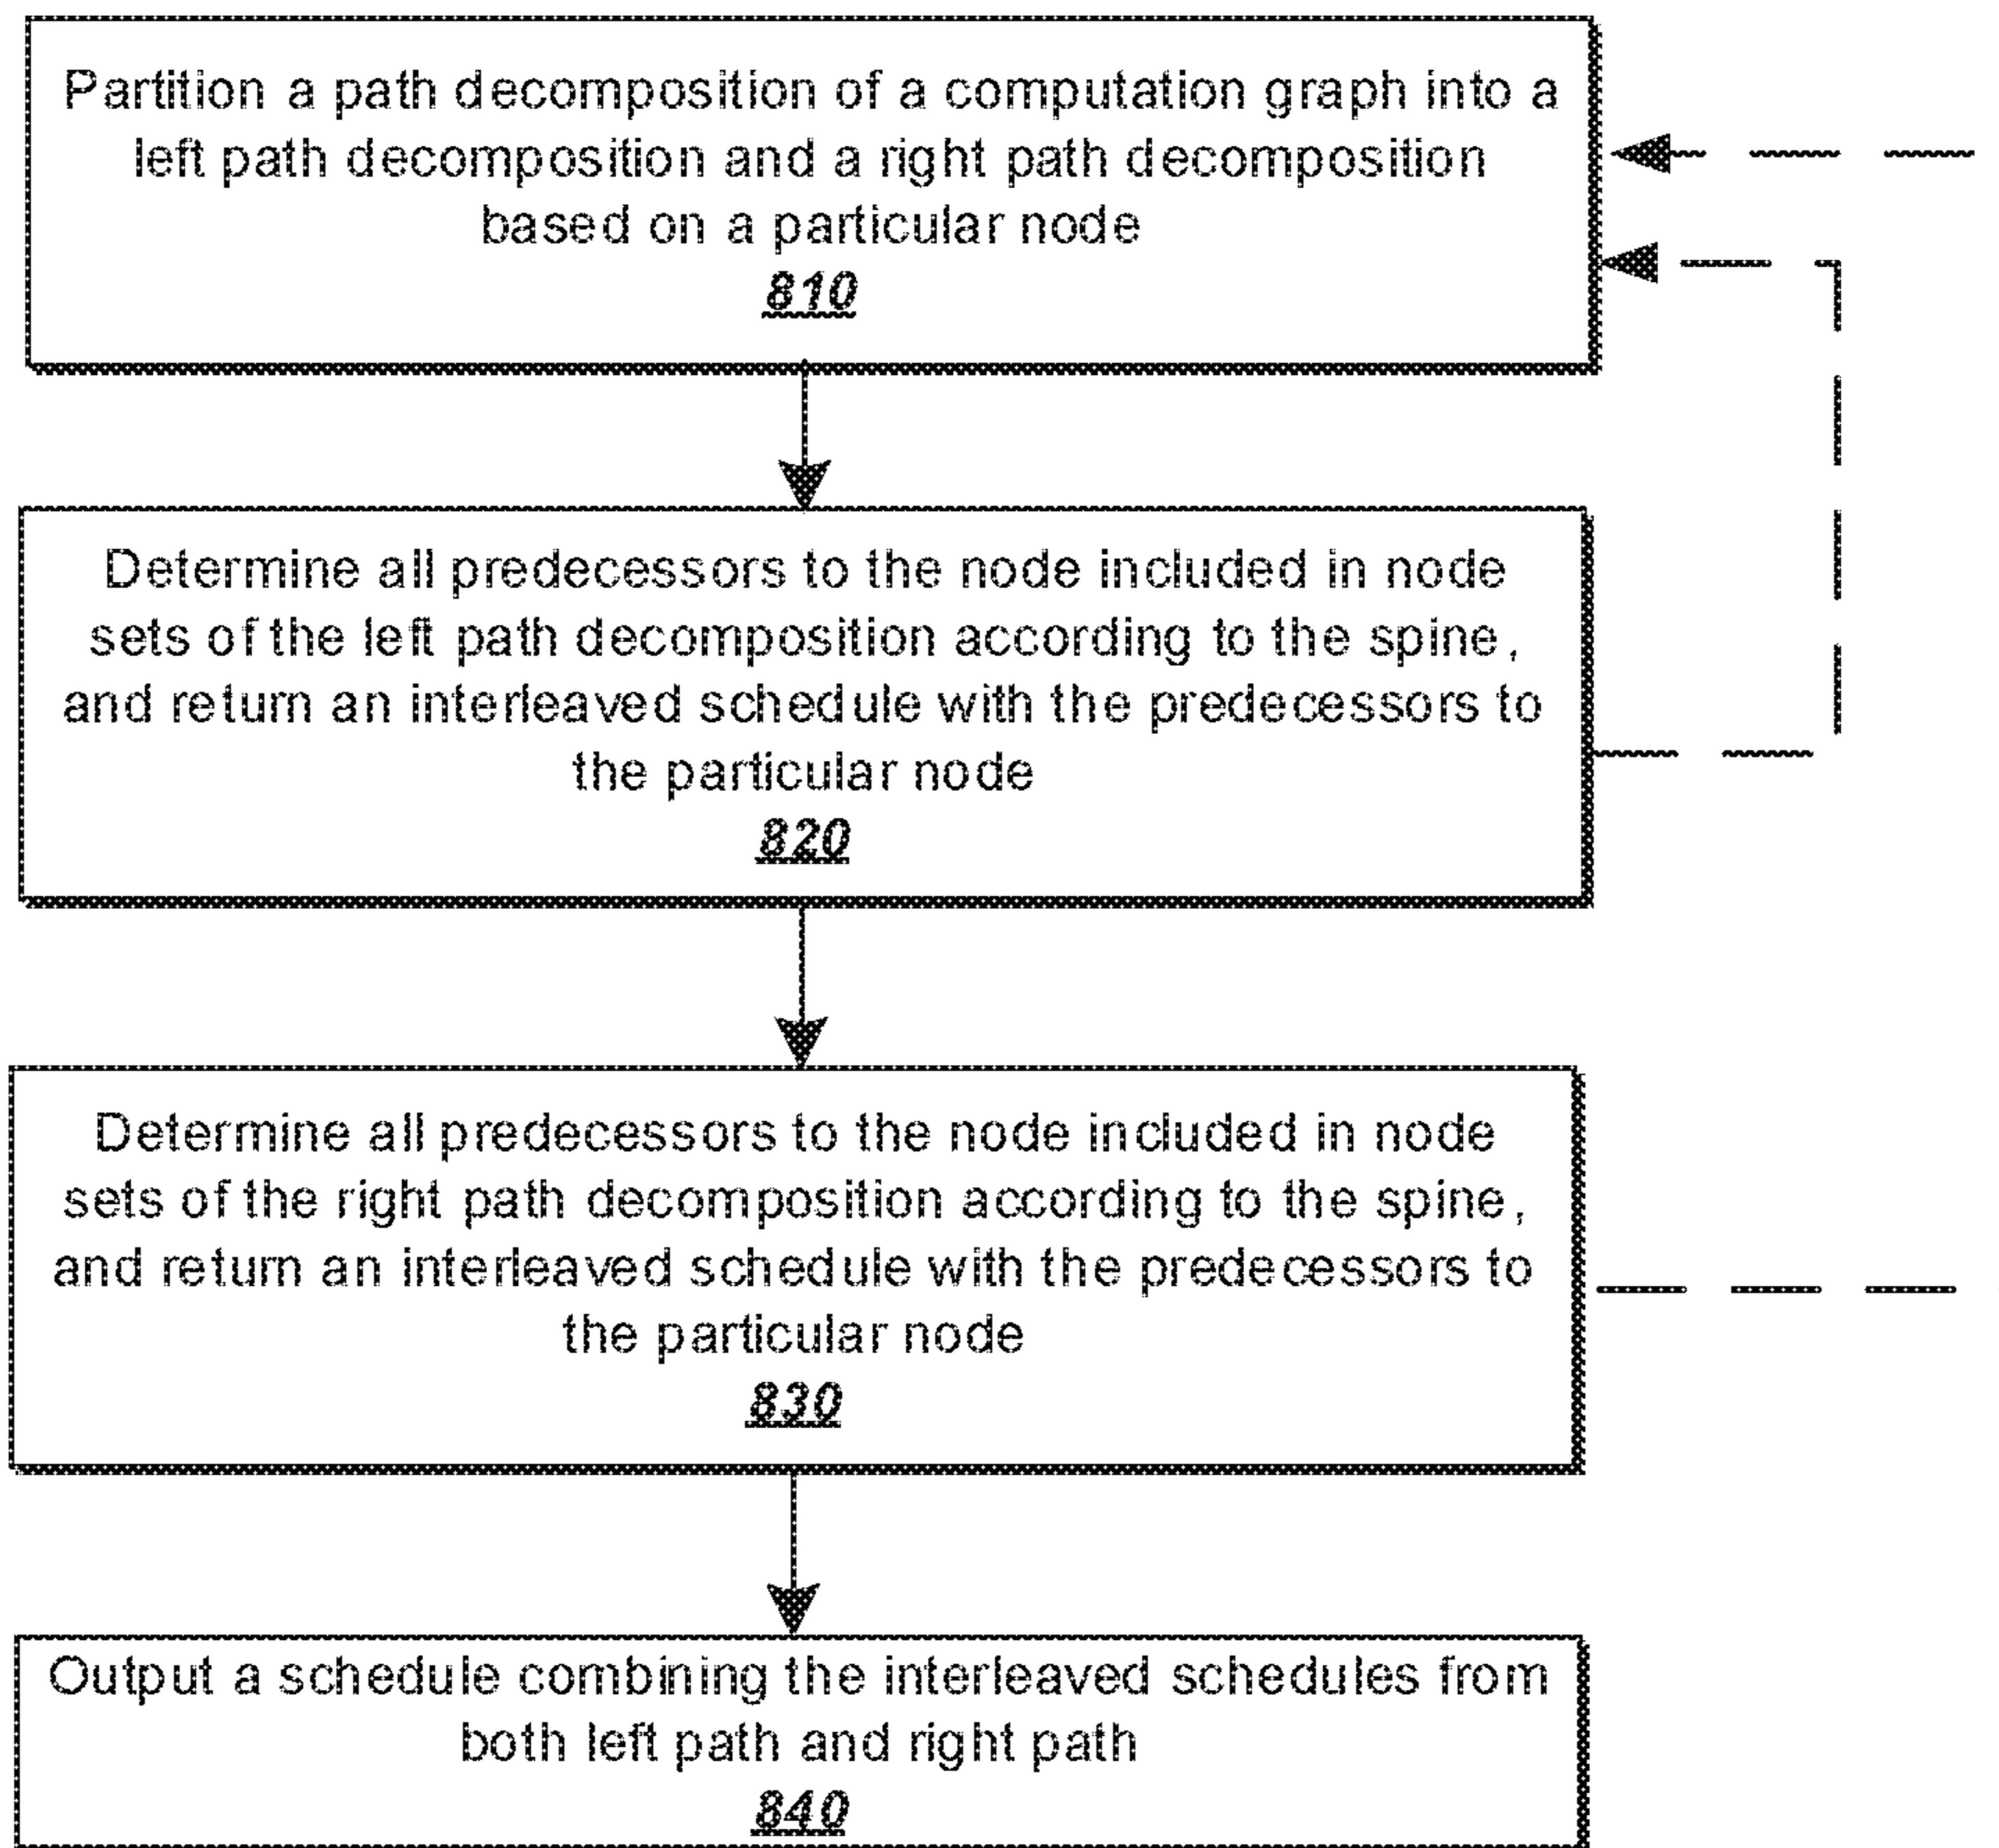 Partition a path decomposition of a computation graph into a
left path decomposition and a right path decomposition
based on a particular node
810
Determine all predecessors to the node included in node
sets of the left path decomposition according to the spine,
and return an interleaved schedule with the predecessors to
the particular node
820
Determine all predecessors to the node included in node
sets of the right path decomposition according to the spine,
and return an interleaved schedule with the predecessors to
the particular node
830
Output a schedule combining the interleaved schedules from
both left path and right path
840